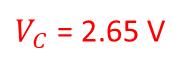 V_C = 2.65 V